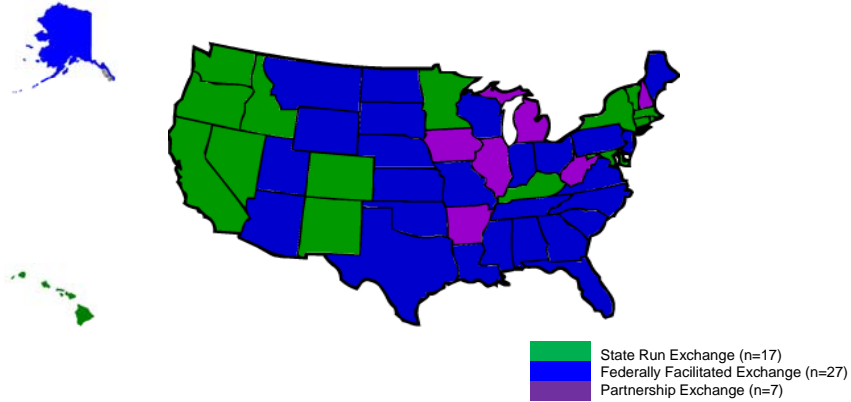 State Run Exchange (n=17)
Federally Facilitated Exchange (n=27)
Partnership Exchange (n=7)